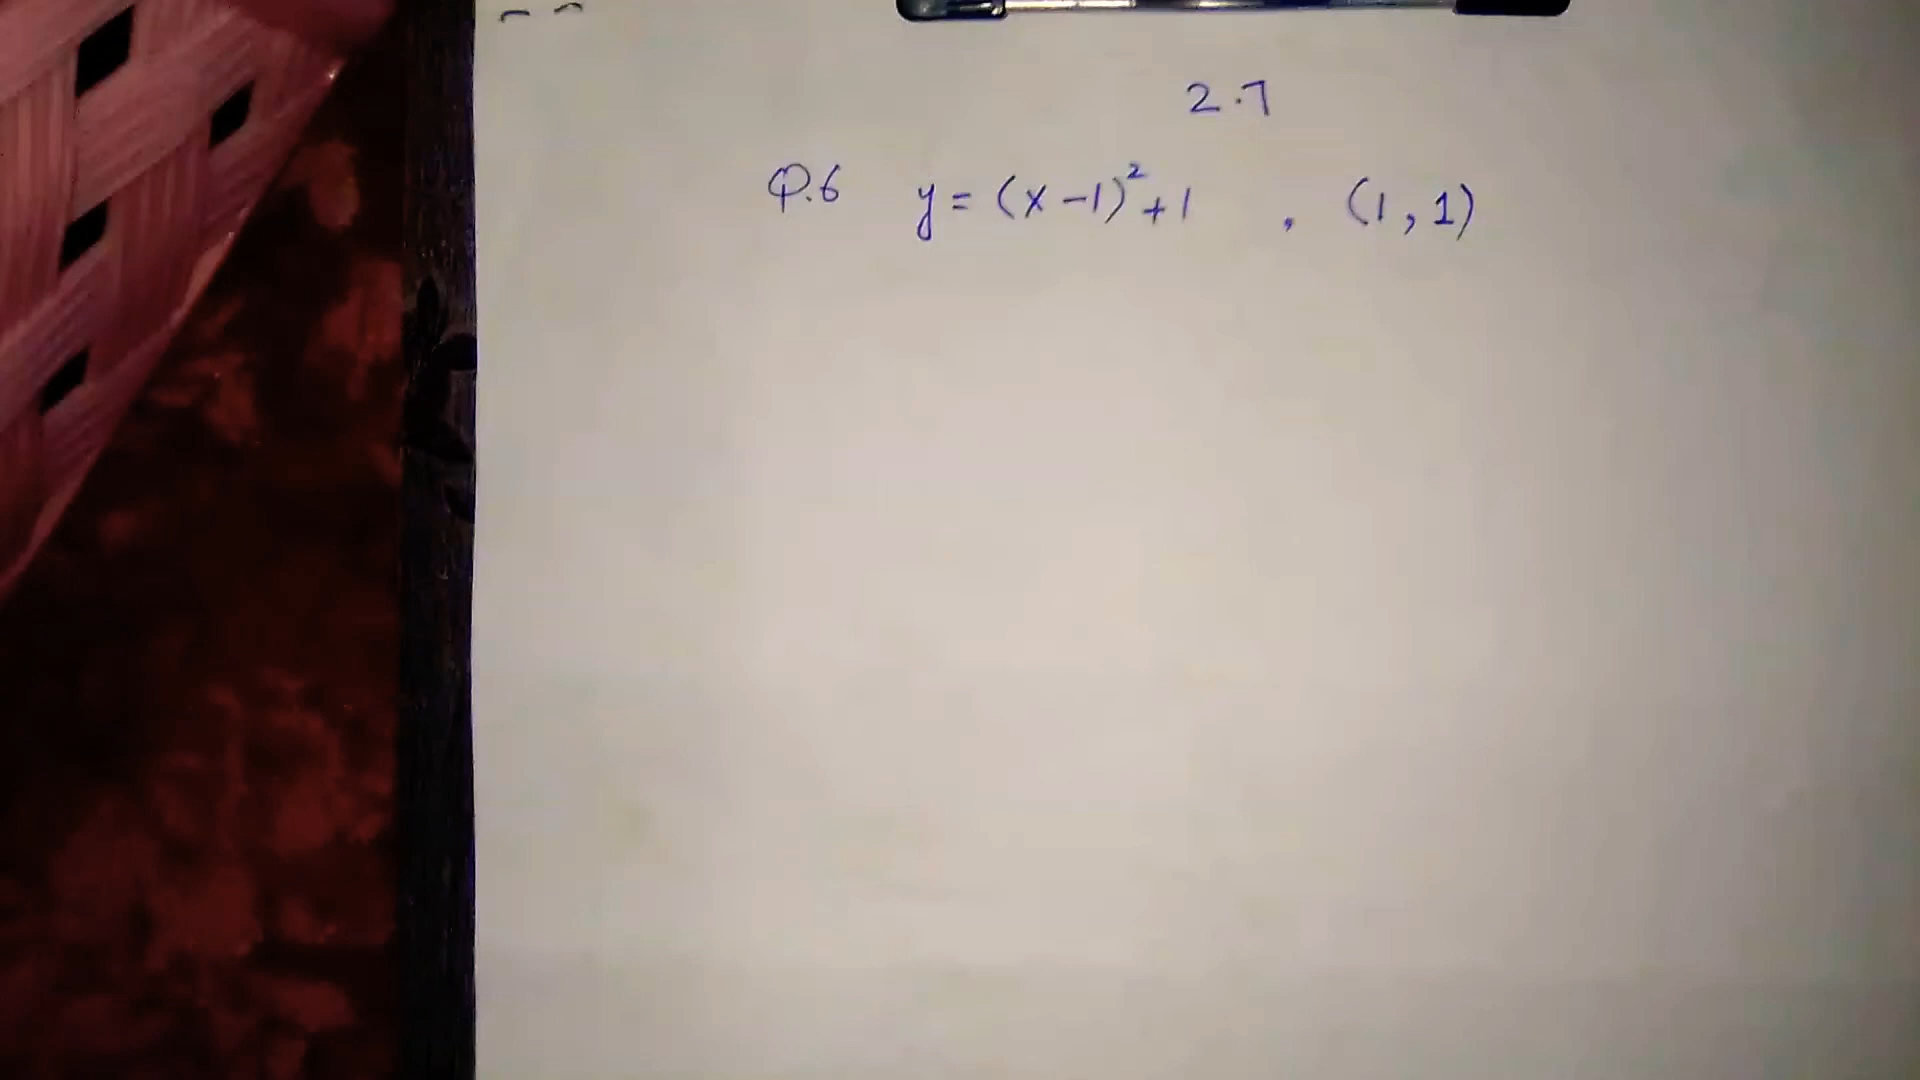 2.7
Q.6 y = (x-1)² + 1 , (1, 1)